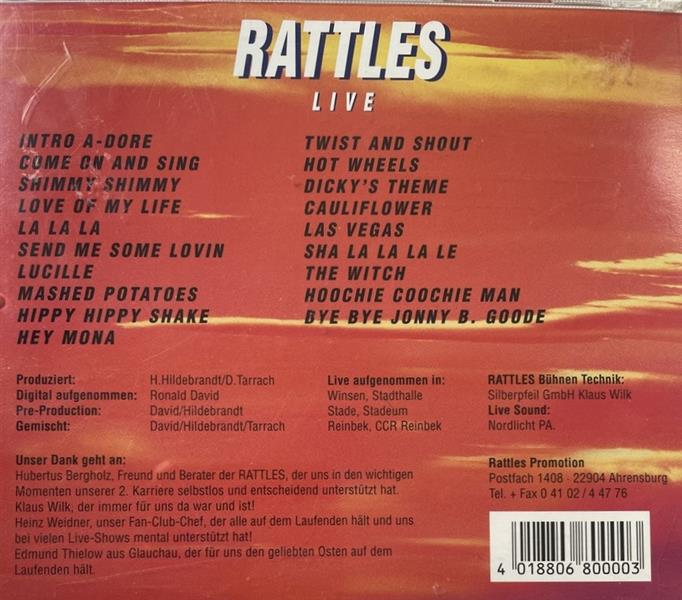 RATTLES
LIVE
INTRO A-DORE
COME ON AND SING
SHIMMY SHIMMY
LOVE OF MY LIFE
LA LA LA
SEND ME SOME LOVIN
LUCILLE
MASHED POTATOES
HIPPY HIPPY SHAKE
HEY MONA
TWIST AND SHOUT
HOT WHEELS
DICKY'S THEME
CAULIFLOWER
LAS VEGAS
SHA LA LA LA LE
THE WITCH
HOOCHIE COOCHIE MAN
BYE BYE JONNY B. GOODE
Produziert: H.Hildebrandt/D.Tarrach
Digital aufgenommen: Ronald David
Pre-Production: David/Hildebrandt
Gemischt: David/Hildebrandt/Tarrach
Live aufgenommen in:
Winsen, Stadthalle
Stade, Stadeum
Reinbek, CCR Reinbek
RATTLES Bühnen Technik:
Silberpfeil GmbH Klaus Wilk
Live Sound:
Nordlicht PA.
Unser Dank geht an:
Hubertus Bergholz, Freund und Berater der RATTLES, der uns in den wichtigen
Momenten unserer 2. Karriere selbstlos und entscheidend unterstützt hat.
Klaus Wilk, der immer für uns da war und ist!
Heinz Weidner, unser Fan-Club-Chef, der alle auf dem Laufenden hält und uns
bei vielen Live-Shows mental unterstützt hat!
Edmund Thielow aus Glauchau, der für uns den geliebten Osten auf dem
Laufenden hält.
Rattles Promotion
Postfach 1408 · 22904 Ahrensburg
Tel. + Fax 0 41 02 / 4 47 76
4 018806 800003